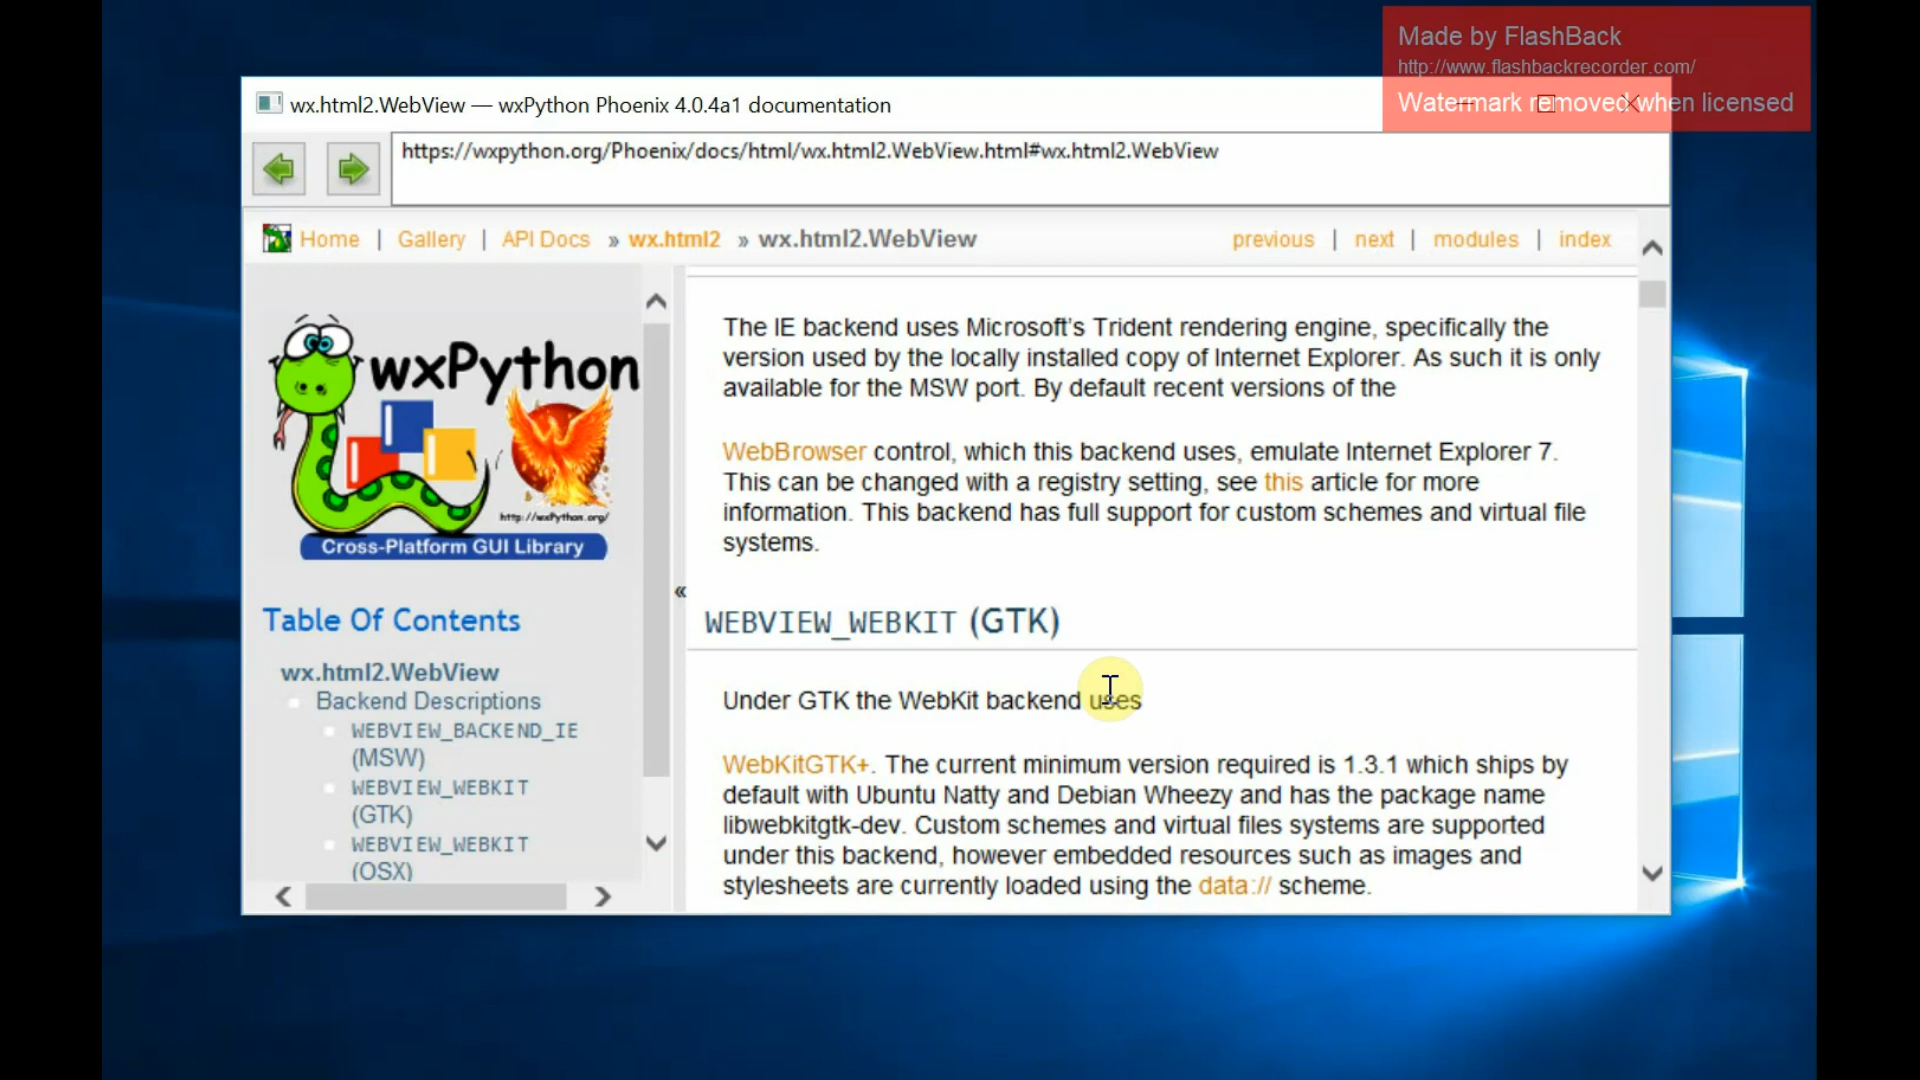 Made by FlashBack
http://www.flashbackrecorder.com/
Watermark removed when licensed
wx.html2.WebView — wxPython Phoenix 4.0.4a1 documentation
https://wxpython.org/Phoenix/docs/html/wx.html2.WebView.html#wx.html2.WebView
Home | Gallery | API Docs » wx.html2 » wx.html2.WebView
previous | next | modules | index
wxPython
http://wxPython.org/
Cross-Platform GUI Library
Table Of Contents
wx.html2.WebView
Backend Descriptions
WEBVIEW_BACKEND_IE
(MSW)
WEBVIEW_WEBKIT
(GTK)
WEBVIEW_WEBKIT
(OSX)
«
The IE backend uses Microsoft’s Trident rendering engine, specifically the
version used by the locally installed copy of Internet Explorer. As such it is only
available for the MSW port. By default recent versions of the
WebBrowser control, which this backend uses, emulate Internet Explorer 7.
This can be changed with a registry setting, see this article for more
information. This backend has full support for custom schemes and virtual file
systems.
WEBVIEW_WEBKIT (GTK)
Under GTK the WebKit backend uses
WebKitGTK+. The current minimum version required is 1.3.1 which ships by
default with Ubuntu Natty and Debian Wheezy and has the package name
libwebkitgtk-dev. Custom schemes and virtual files systems are supported
under this backend, however embedded resources such as images and
stylesheets are currently loaded using the data:// scheme.